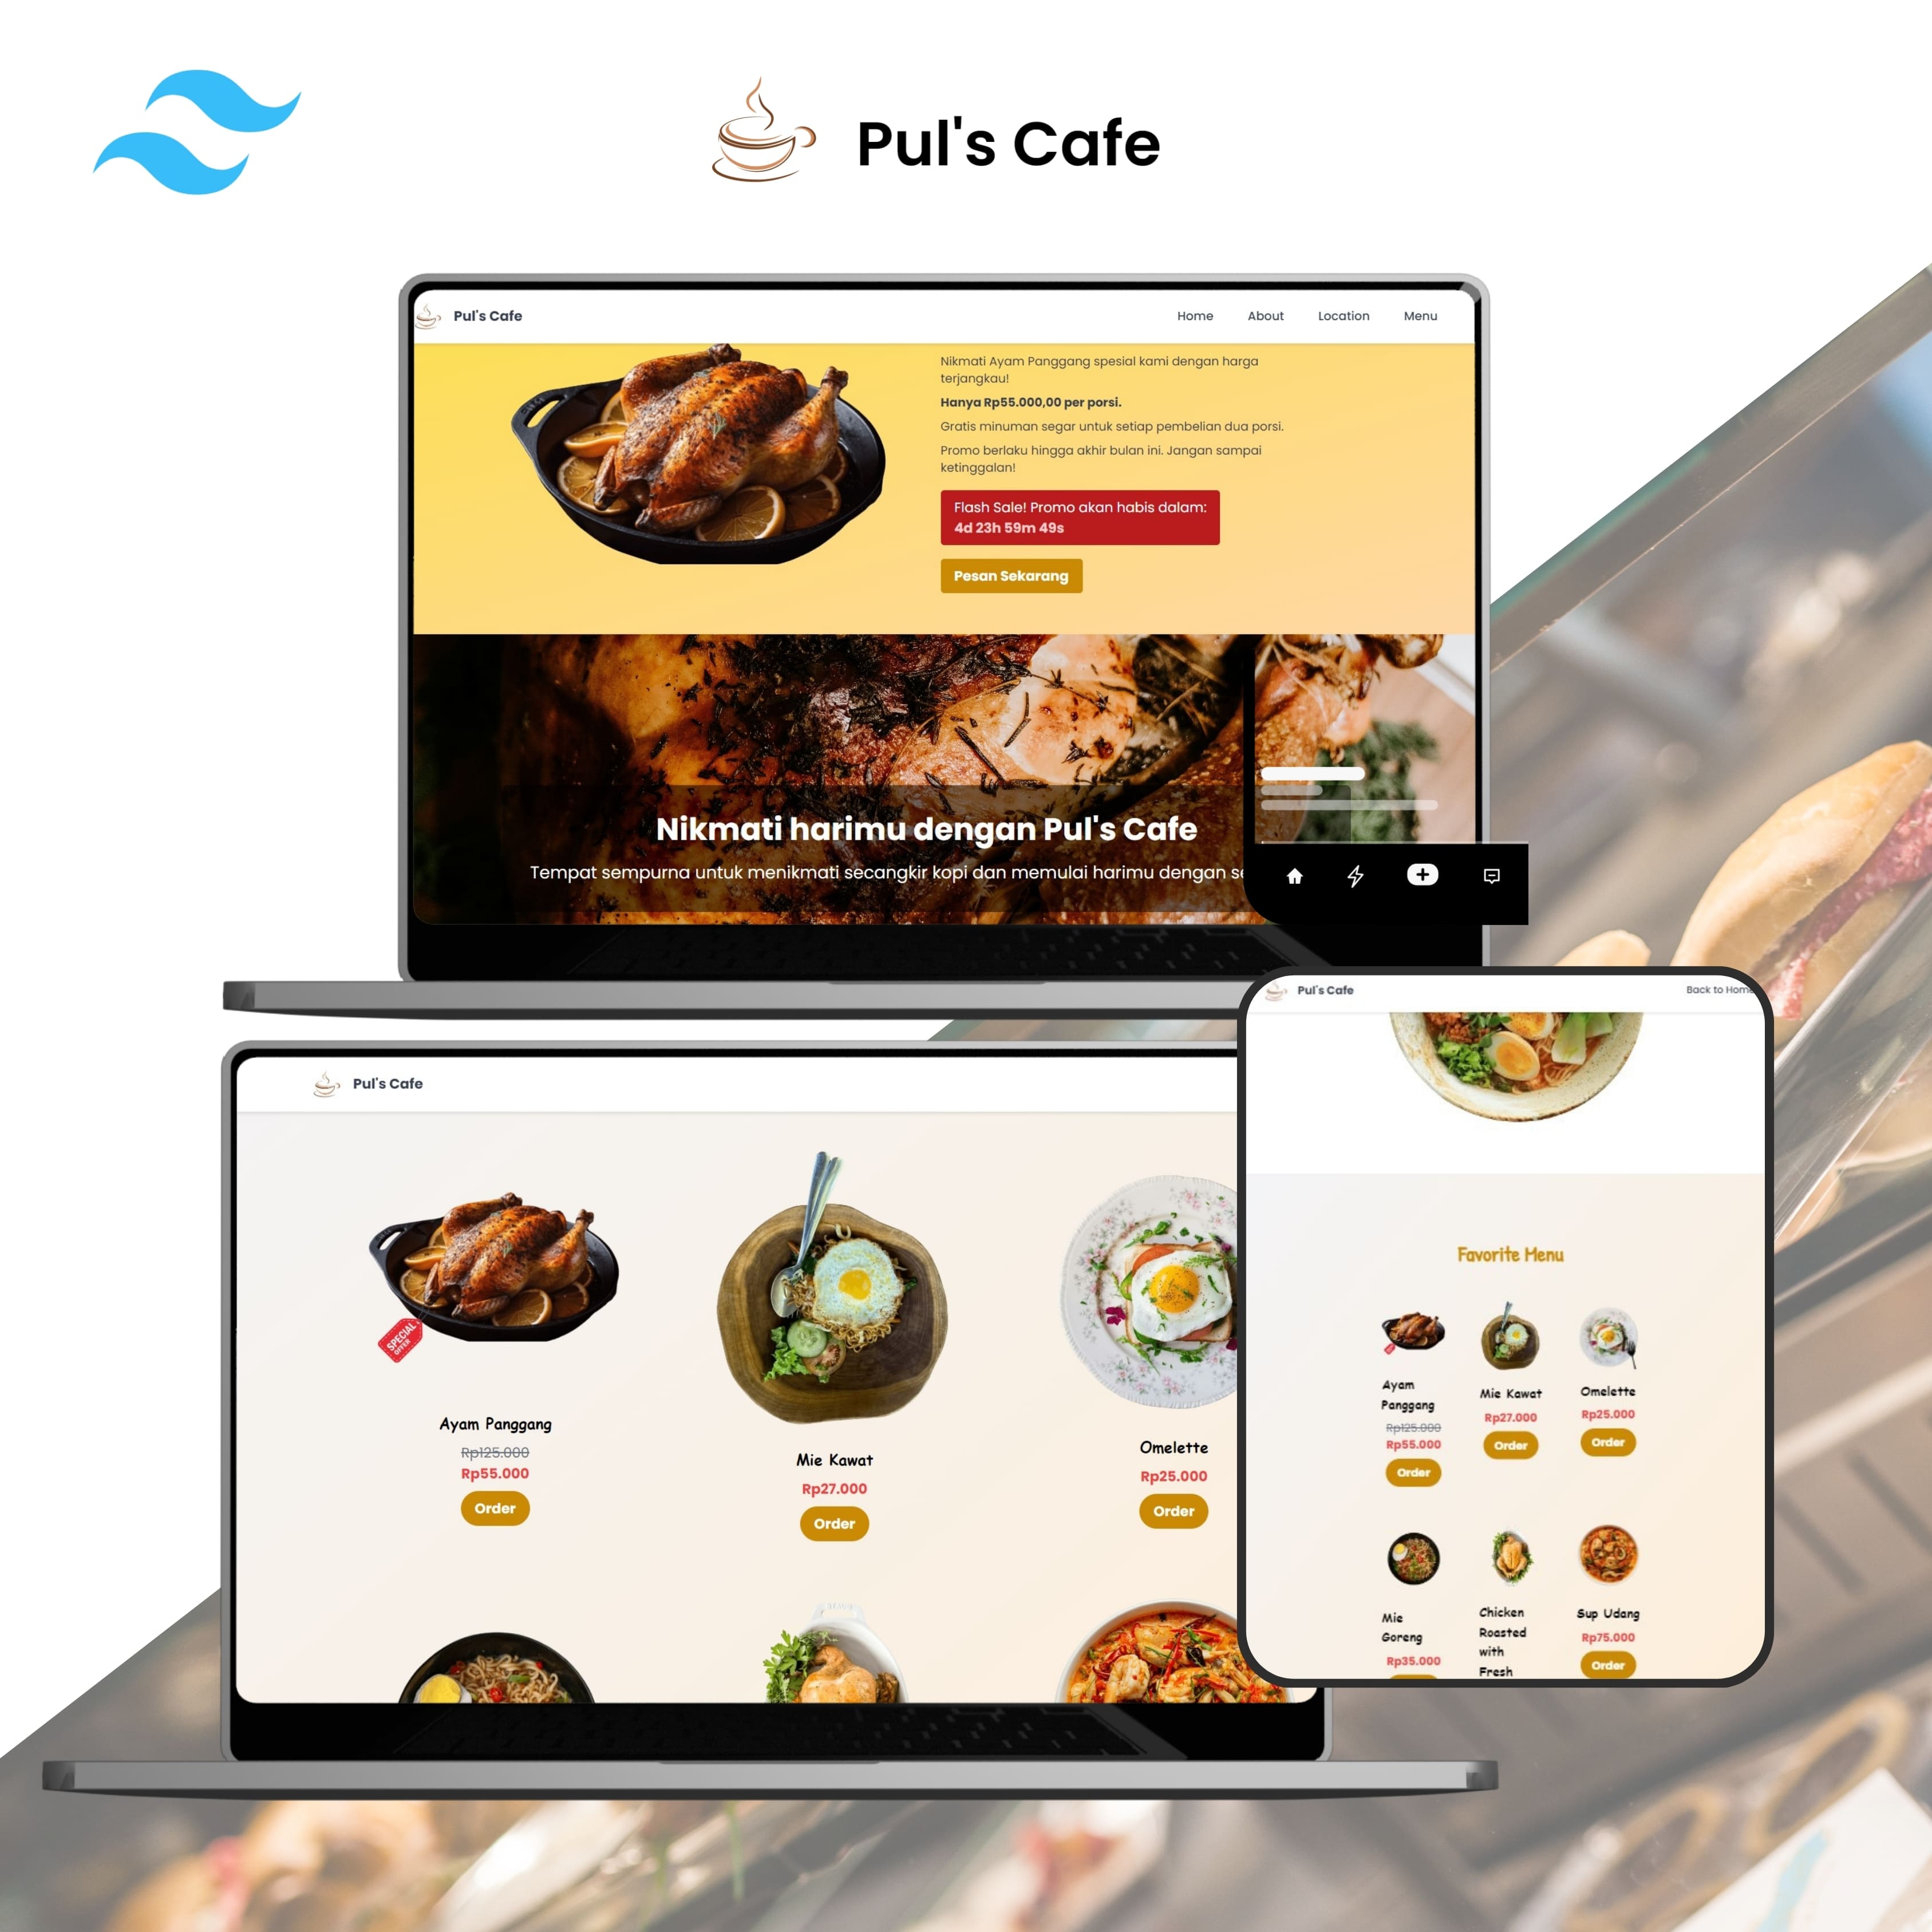 Pul's Cafe
Pul's Cafe
Home About Location Menu
Nikmati Ayam Panggang spesial kami dengan harga
terjangkau!
Hanya Rp55.000,00 per porsi.
Gratis minuman segar untuk setiap pembelian dua porsi.
Promo berlaku hingga akhir bulan ini. Jangan sampai
ketinggalan!
Flash Sale! Promo akan habis dalam:
4d 23h 59m 49s
Pesan Sekarang
Nikmati harimu dengan Pul's Cafe
Tempat sempurna untuk menikmati secangkir kopi dan memulai harimu dengan se
Pul's Cafe
SPECIAL
OFFER
Ayam Panggang
Rp125.000
Rp55.000
Order
Mie Kawat
Rp27.000
Order
Omelette
Rp25.000
Order
Pul's Cafe
Back to Home
Favorite Menu
Ayam
Panggang
Rp125.000
Rp55.000
Order
Mie Kawat
Rp27.000
Order
Omelette
Rp25.000
Order
Mie
Goreng
Rp35.000
Chicken
Roasted
with
Fresh
Sup Udang
Rp75.000
Order